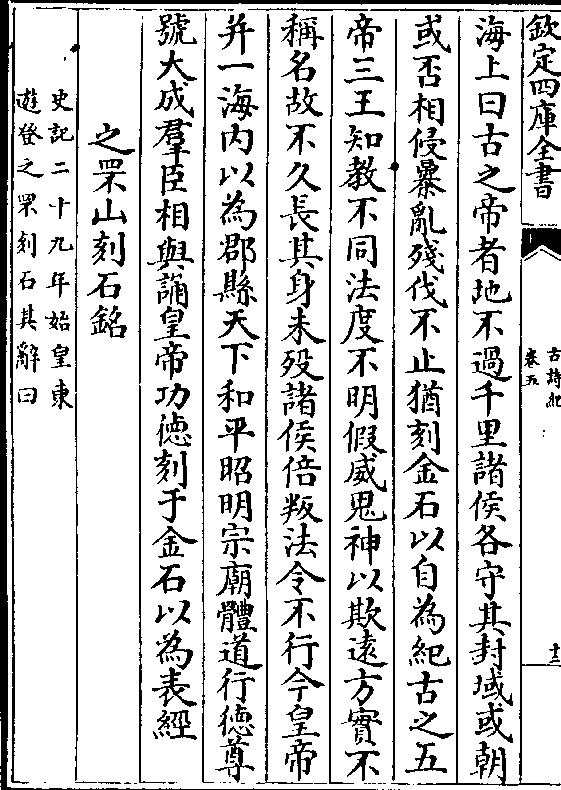 欽定四庫全書
古詩紀
卷五
十二
海上曰古之帝者地不過千里諸侯各守其封域或朝
或否相侵暴亂殘伐不止猶刻金石以自為紀古之五
帝三王知教不同法度不明假威鬼神以欺遠方實不
稱名故不久長其身未歿諸侯倍叛法令不行今皇帝
并一海内以為郡縣天下和平昭明宗廟體道行徳尊
號大成羣臣相與誦皇帝功徳刻于金石以為表經
之罘山刻石銘
史記二十九年始皇東
遊登之罘刻石其辭曰